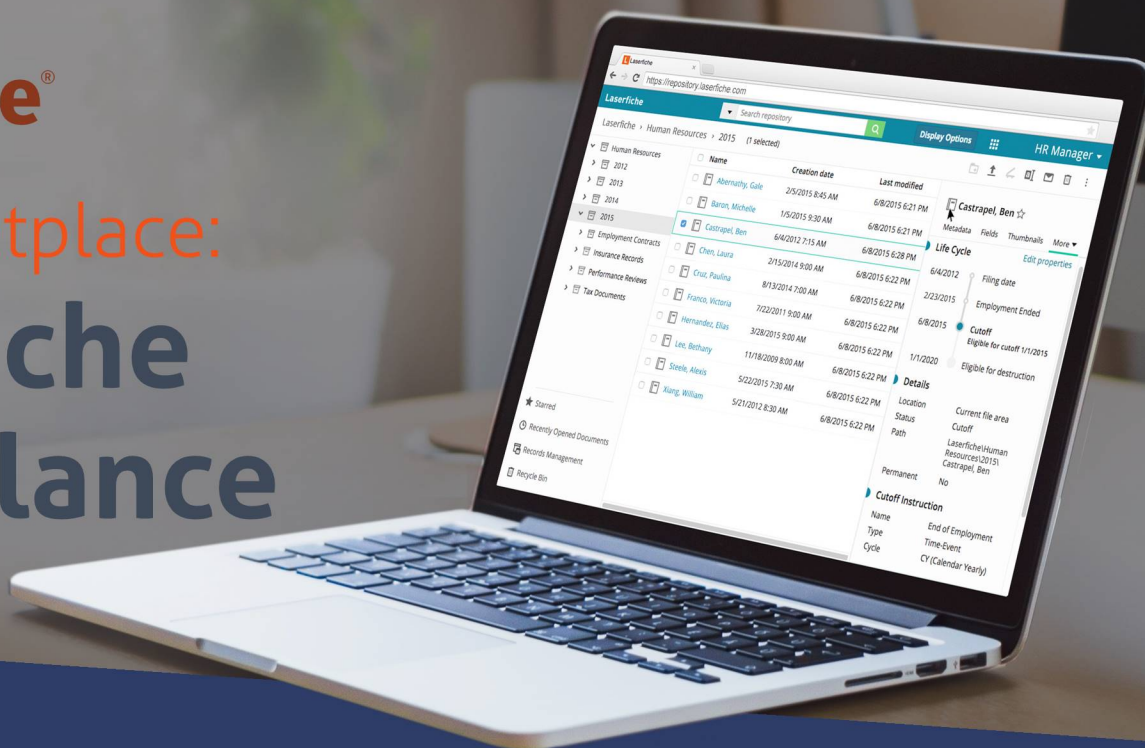 e®
tplace:
che
lance
Laserfiche
https://repository.laserfiche.com
Laserfiche
Search repository
Display Options
HR Manager
Laserfiche › Human Resources › 2015 (1 selected)
Human Resources
2012
2013
2014
2015
Employment Contracts
Insurance Records
Performance Reviews
Tax Documents
Starred
Recently Opened Documents
Records Management
Recycle Bin
Name Creation date Last modified
Abernathy, Gale 2/5/2015 8:45 AM 6/8/2015 6:21 PM
Baron, Michelle 1/5/2015 9:30 AM 6/8/2015 6:21 PM
Castrapel, Ben 6/4/2012 7:15 AM 6/8/2015 6:28 PM
Chen, Laura 2/15/2014 9:00 AM 6/8/2015 6:22 PM
Cruz, Paulina 8/13/2014 7:00 AM 6/8/2015 6:22 PM
Franco, Victoria 7/22/2011 9:00 AM 6/8/2015 6:22 PM
Hernandez, Elias 3/28/2015 9:00 AM 6/8/2015 6:22 PM
Lee, Bethany 11/18/2009 8:00 AM 6/8/2015 6:22 PM
Steele, Alexis 5/22/2015 7:30 AM 6/8/2015 6:22 PM
Xiang, William 5/21/2012 8:30 AM 6/8/2015 6:22 PM
Castrapel, Ben
Metadata Fields Thumbnails More
Life Cycle
Edit properties
6/4/2012 Filing date
2/23/2015 Employment Ended
6/8/2015 Cutoff
Eligible for cutoff 1/1/2015
1/1/2020 Eligible for destruction
Details
Location Current file area
Status Cutoff
Path Laserfiche\Human
Resources\2015\
Castrapel, Ben
Permanent No
Cutoff Instruction
Name End of Employment
Type Time-Event
Cycle CY (Calendar Yearly)